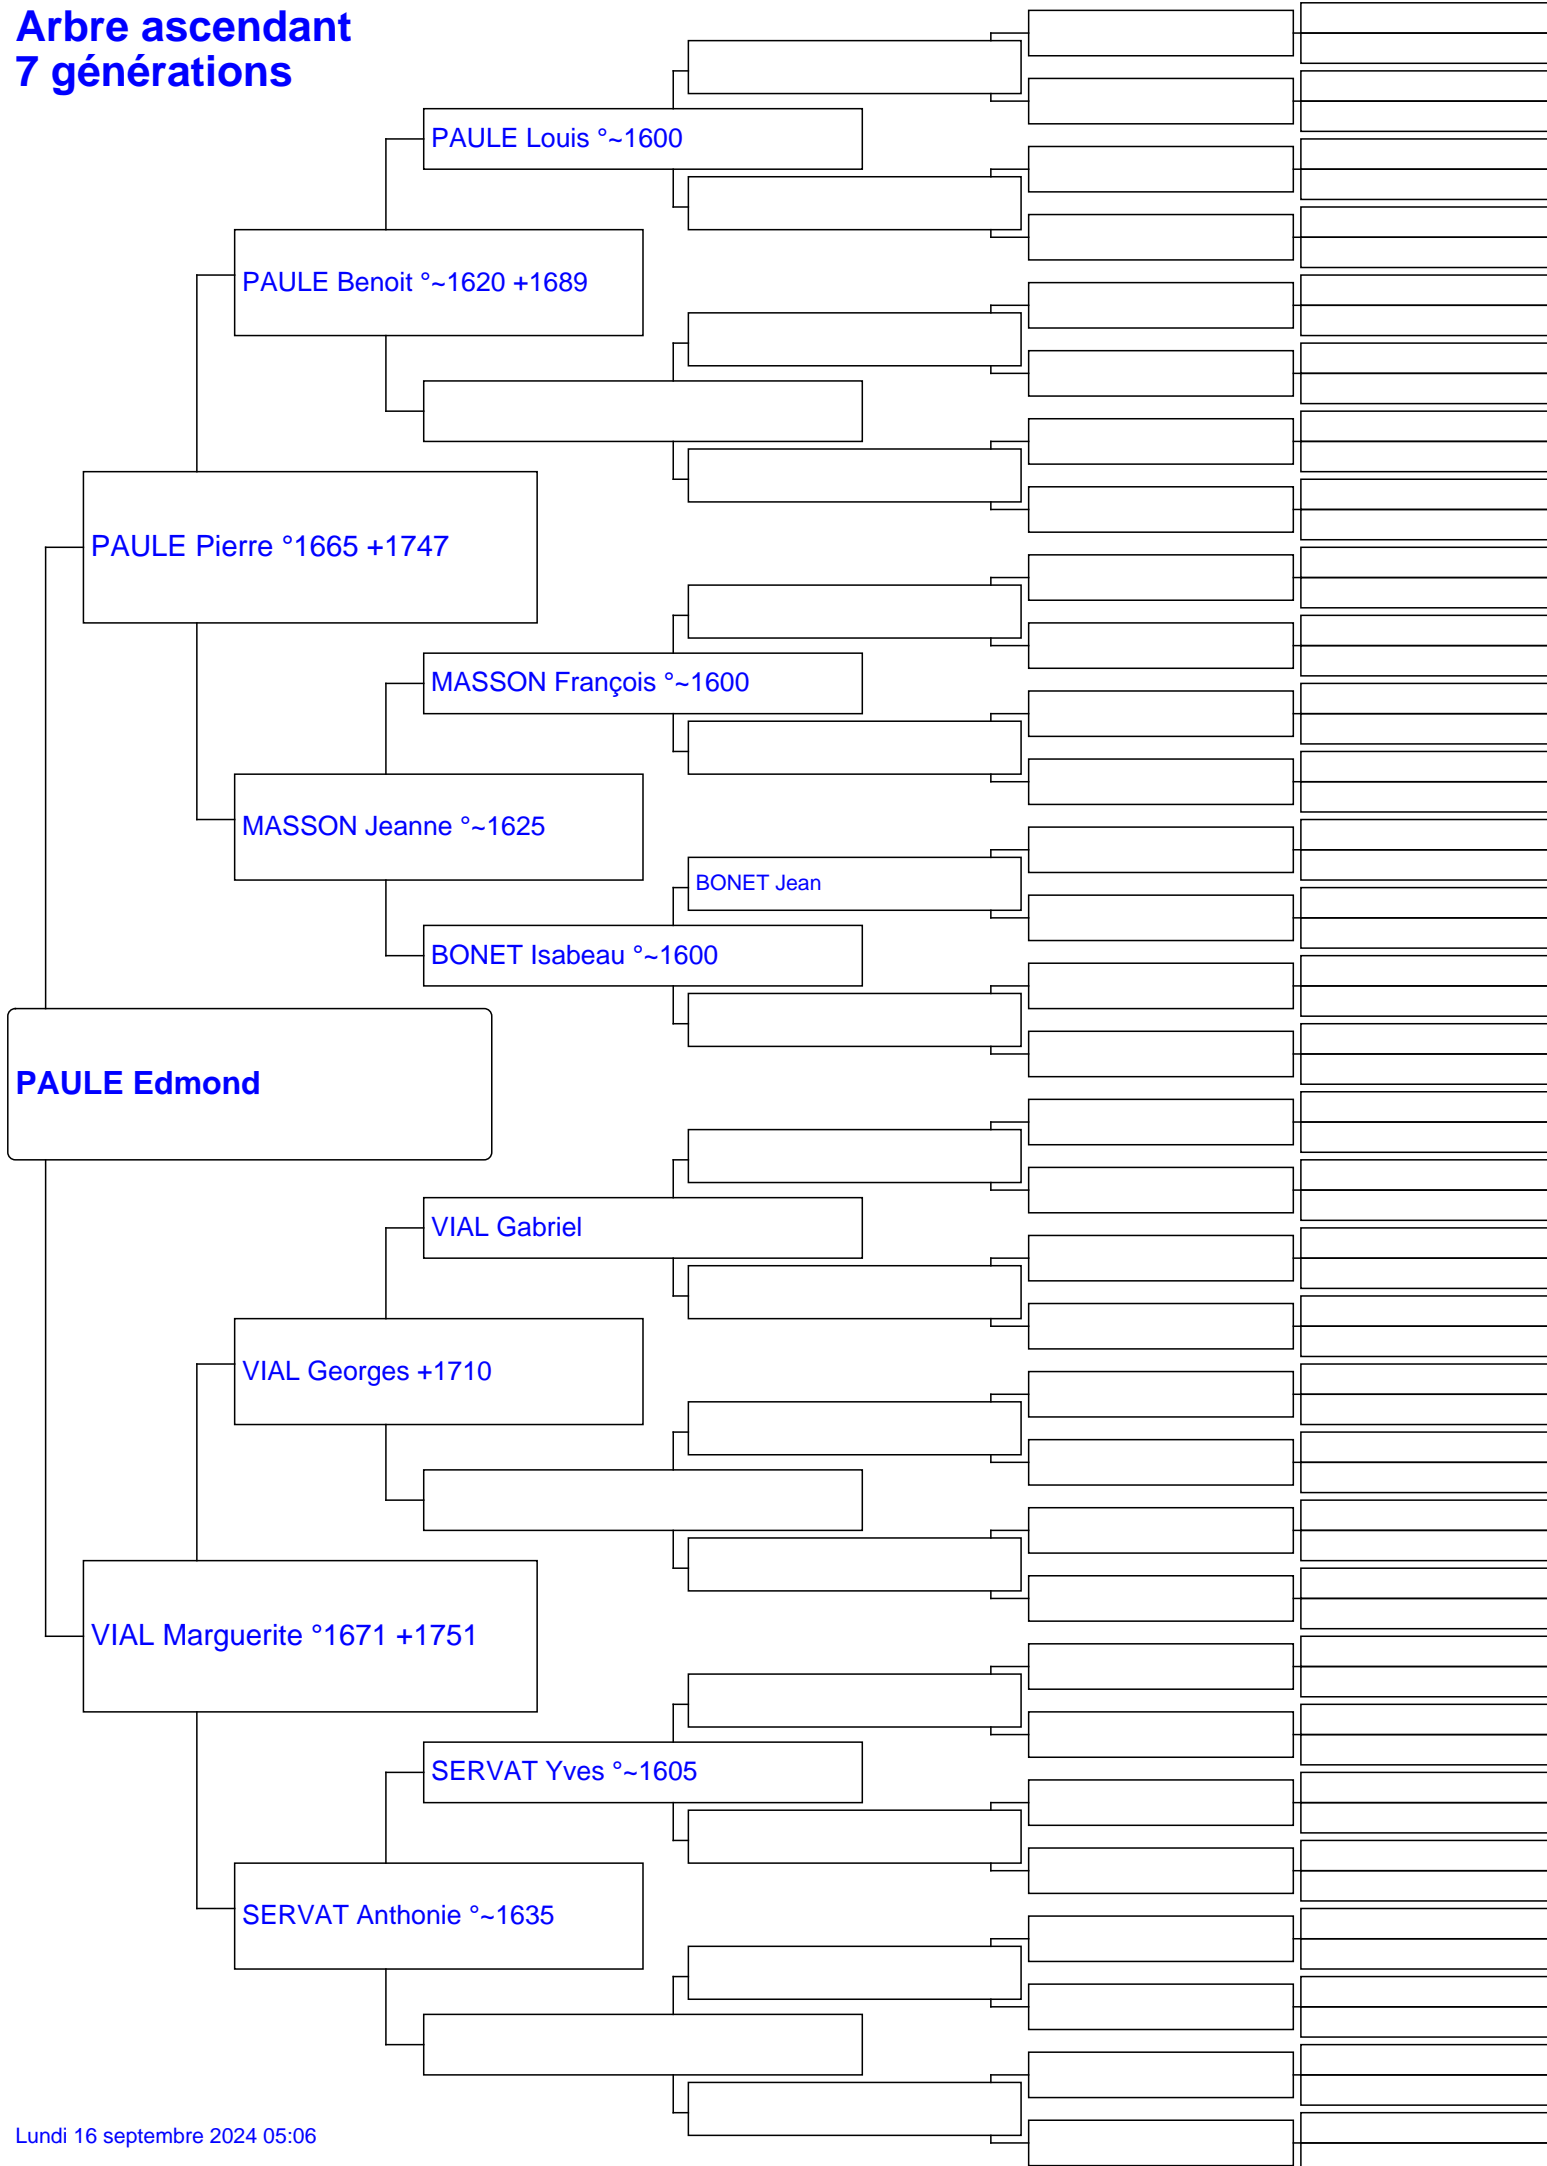 Arbre ascendant
7 générations
PAULE Louis °~1600
PAULE Benoit °~1620 +1689
PAULE Pierre °1665 +1747
MASSON François °~1600
MASSON Jeanne °~1625
BONET Jean
BONET Isabeau °~1600
PAULE Edmond
VIAL Gabriel
VIAL Georges +1710
VIAL Marguerite °1671 +1751
SERVAT Yves °~1605
SERVAT Anthonie °~1635
Lundi 16 septembre 2024 05:06